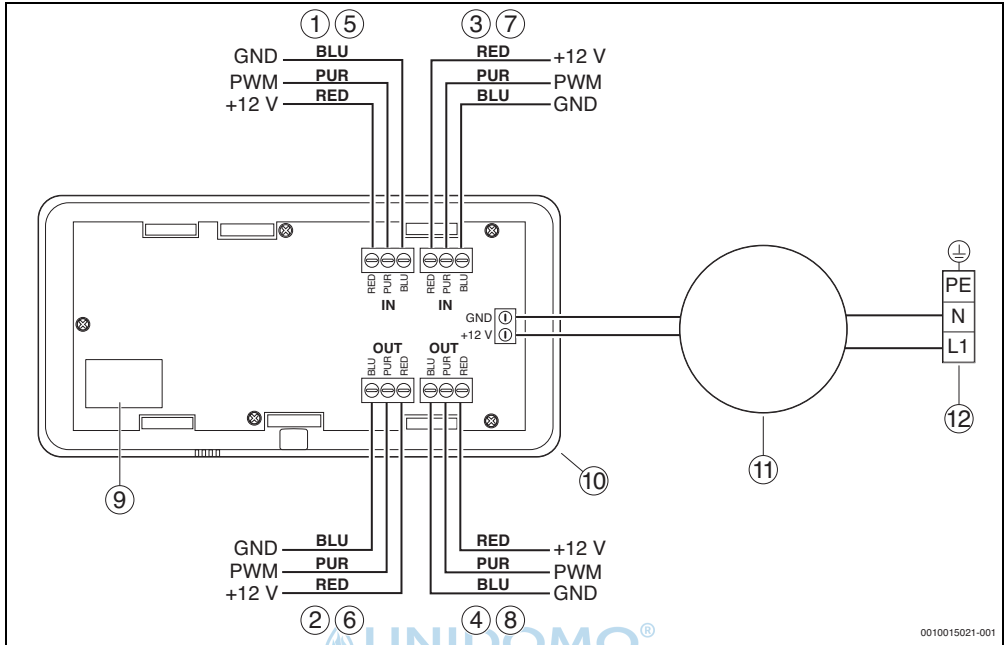 1 5
3 7
GND BLU
PWM PUR
+12 V RED
RED +12 V
PUR PWM
BLU GND
RED PUR BLU
IN
RED PUR BLU
IN
GND
+12 V
PE
N
L1
OUT
BLU PUR RED
OUT
BLU PUR RED
9
10
11
12
GND BLU
PWM PUR
+12 V RED
RED +12 V
PUR PWM
BLU GND
2 6
4 8
UNIDOMO®
0010015021-001